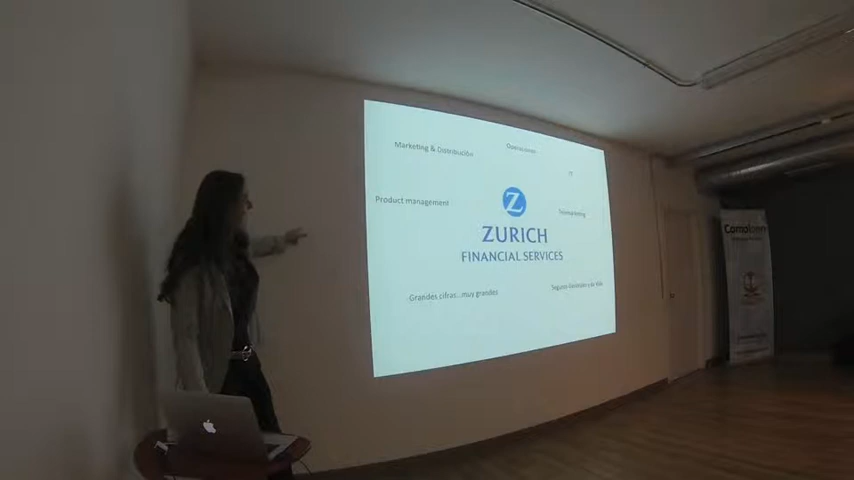 Marketing & Distribución
Operaciones
IT
Product management
Telemarketing
Z
ZURICH
FINANCIAL SERVICES
Grandes cifras...muy grandes
Seguros Generales y de Vida